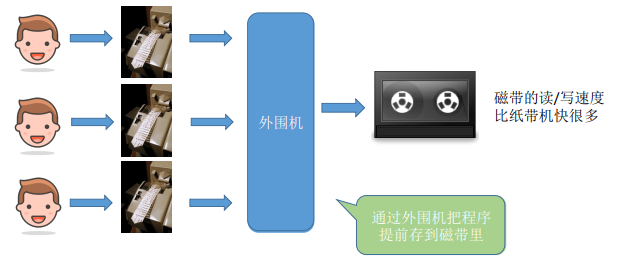 外围机
磁带的读/写速度
比纸带机快很多
通过外围机把程序
提前存到磁带里